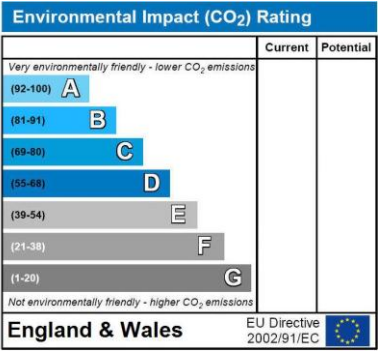 Environmental Impact (CO₂) Rating
Current Potential
Very environmentally friendly - lower CO₂ emissions
(92-100) A
(81-91) B
(69-80) C
(55-68) D
(39-54) E
(21-38) F
(1-20) G
Not environmentally friendly - higher CO₂ emissions
England & Wales
EU Directive
2002/91/EC